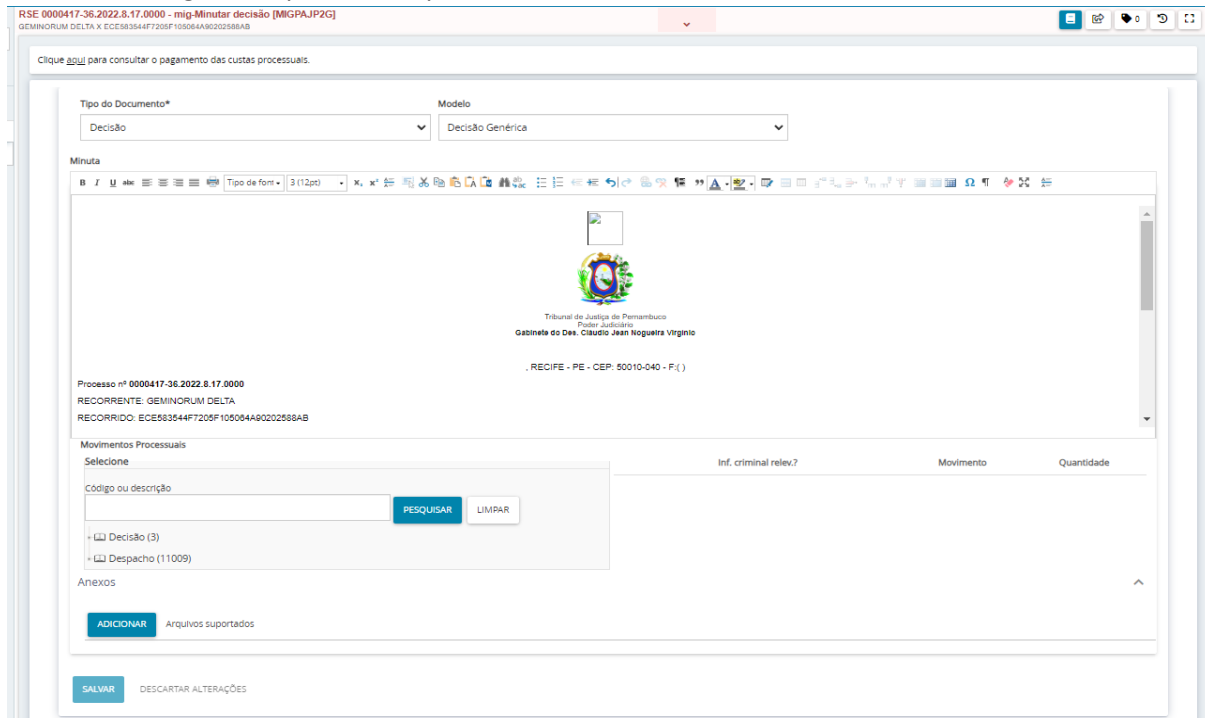 RSE 0000417-36.2022.8.17.0000 - mig-Minutar decisão [MIGPAJP2G]
GEMINORUM DELTA X ECE583544F7205F105064A90202588AB
0
Clique aqui para consultar o pagamento das custas processuais.
Tipo do Documento* Modelo
Decisão Decisão Genérica
Minuta
B I U abc Tipo de font 3 (12pt)
Tribunal de Justiça de Pernambuco
Poder Judiciário
Gabinete do Des. Cláudio Jean Nogueira Virgínio
, RECIFE - PE - CEP: 50010-040 - F:( )
Processo nº 0000417-36.2022.8.17.0000
RECORRENTE: GEMINORUM DELTA
RECORRIDO: ECE583544F7205F105064A90202588AB
Movimentos Processuais
Selecione Inf. criminal relev.? Movimento Quantidade
Código ou descrição
PESQUISAR LIMPAR
Decisão (3)
Despacho (11009)
Anexos
ADICIONAR Arquivos suportados
SALVAR DESCARTAR ALTERAÇÕES